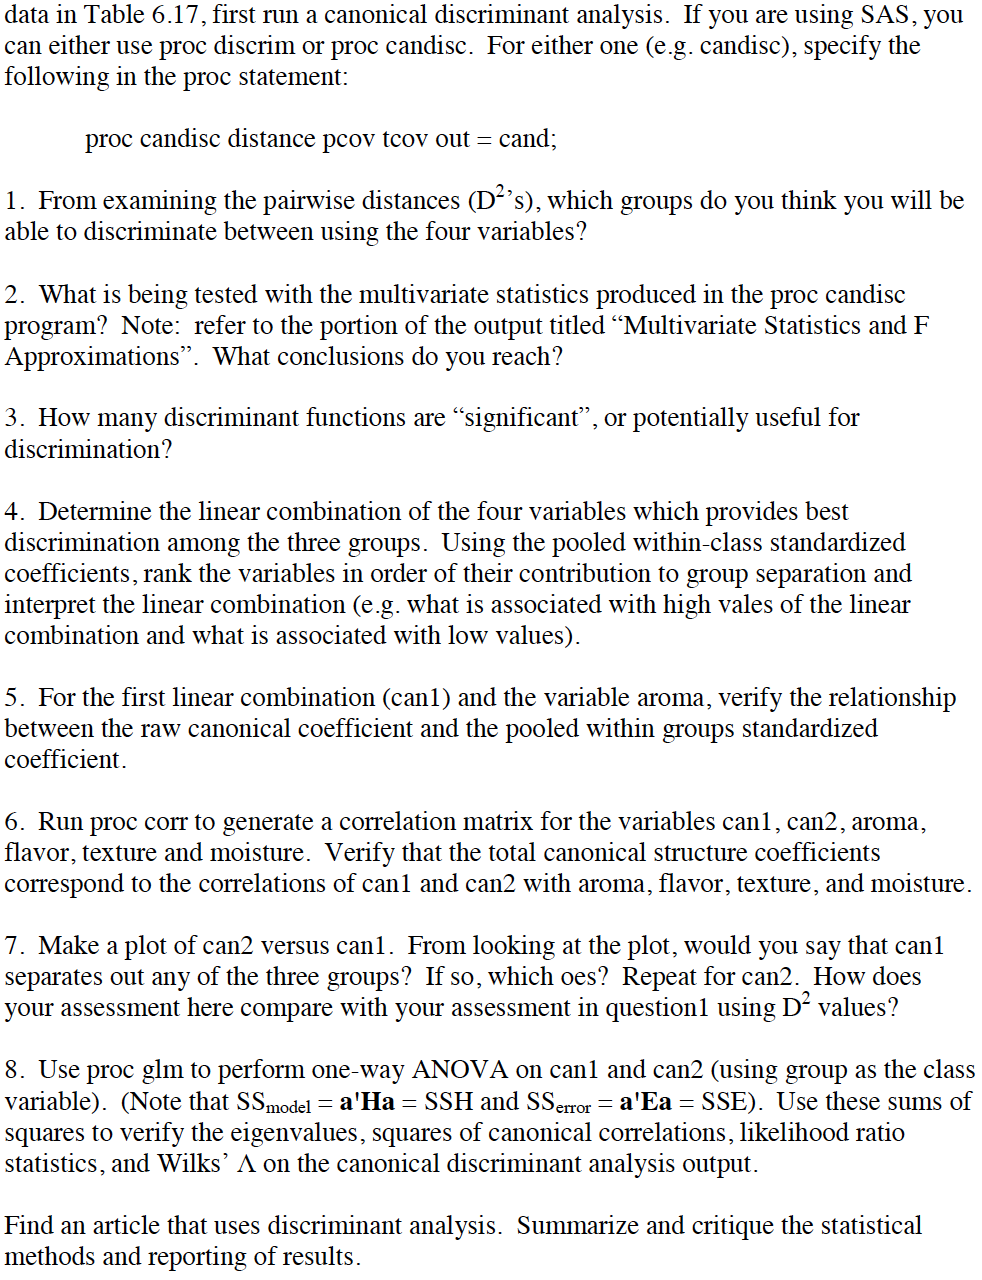 data in Table 6.17, first run a canonical discriminant analysis.  If you are using SAS, you
can either use proc discrim or proc candisc.  For either one (e.g. candisc), specify the
following in the proc statement:
proc candisc distance pcov tcov out = cand;
1.  From examining the pairwise distances (D²'s), which groups do you think you will be
able to discriminate between using the four variables?
2.  What is being tested with the multivariate statistics produced in the proc candisc
program?  Note:  refer to the portion of the output titled “Multivariate Statistics and F
Approximations”.  What conclusions do you reach?
3.  How many discriminant functions are “significant”, or potentially useful for
discrimination?
4.  Determine the linear combination of the four variables which provides best
discrimination among the three groups.  Using the pooled within-class standardized
coefficients, rank the variables in order of their contribution to group separation and
interpret the linear combination (e.g. what is associated with high vales of the linear
combination and what is associated with low values).
5.  For the first linear combination (can1) and the variable aroma, verify the relationship
between the raw canonical coefficient and the pooled within groups standardized
coefficient.
6.  Run proc corr to generate a correlation matrix for the variables can1, can2, aroma,
flavor, texture and moisture.  Verify that the total canonical structure coefficients
correspond to the correlations of can1 and can2 with aroma, flavor, texture, and moisture.
7.  Make a plot of can2 versus can1.  From looking at the plot, would you say that can1
separates out any of the three groups?  If so, which oes?  Repeat for can2.  How does
your assessment here compare with your assessment in question1 using D² values?
8.  Use proc glm to perform one-way ANOVA on can1 and can2 (using group as the class
variable).  (Note that SSmodel = a'Ha = SSH and SSerror = a'Ea = SSE).  Use these sums of
squares to verify the eigenvalues, squares of canonical correlations, likelihood ratio
statistics, and Wilks’ Λ on the canonical discriminant analysis output.
Find an article that uses discriminant analysis.  Summarize and critique the statistical
methods and reporting of results.